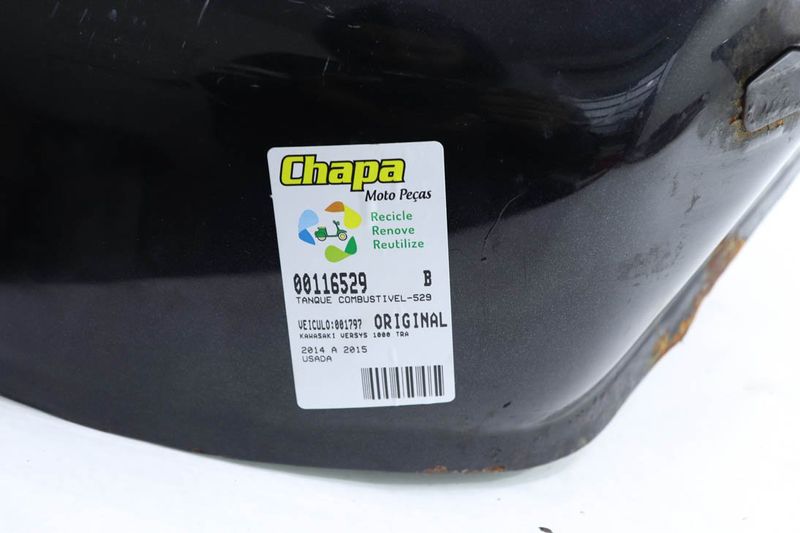 Chapa
Moto Peças
Recicle
Renove
Reutilize
00116529 B
TANQUE COMBUSTIVEL-529
VEICULO:001797 ORIGINAL
KAWASAKI VERSYS 1000 TRA
2014 A 2015
USADA